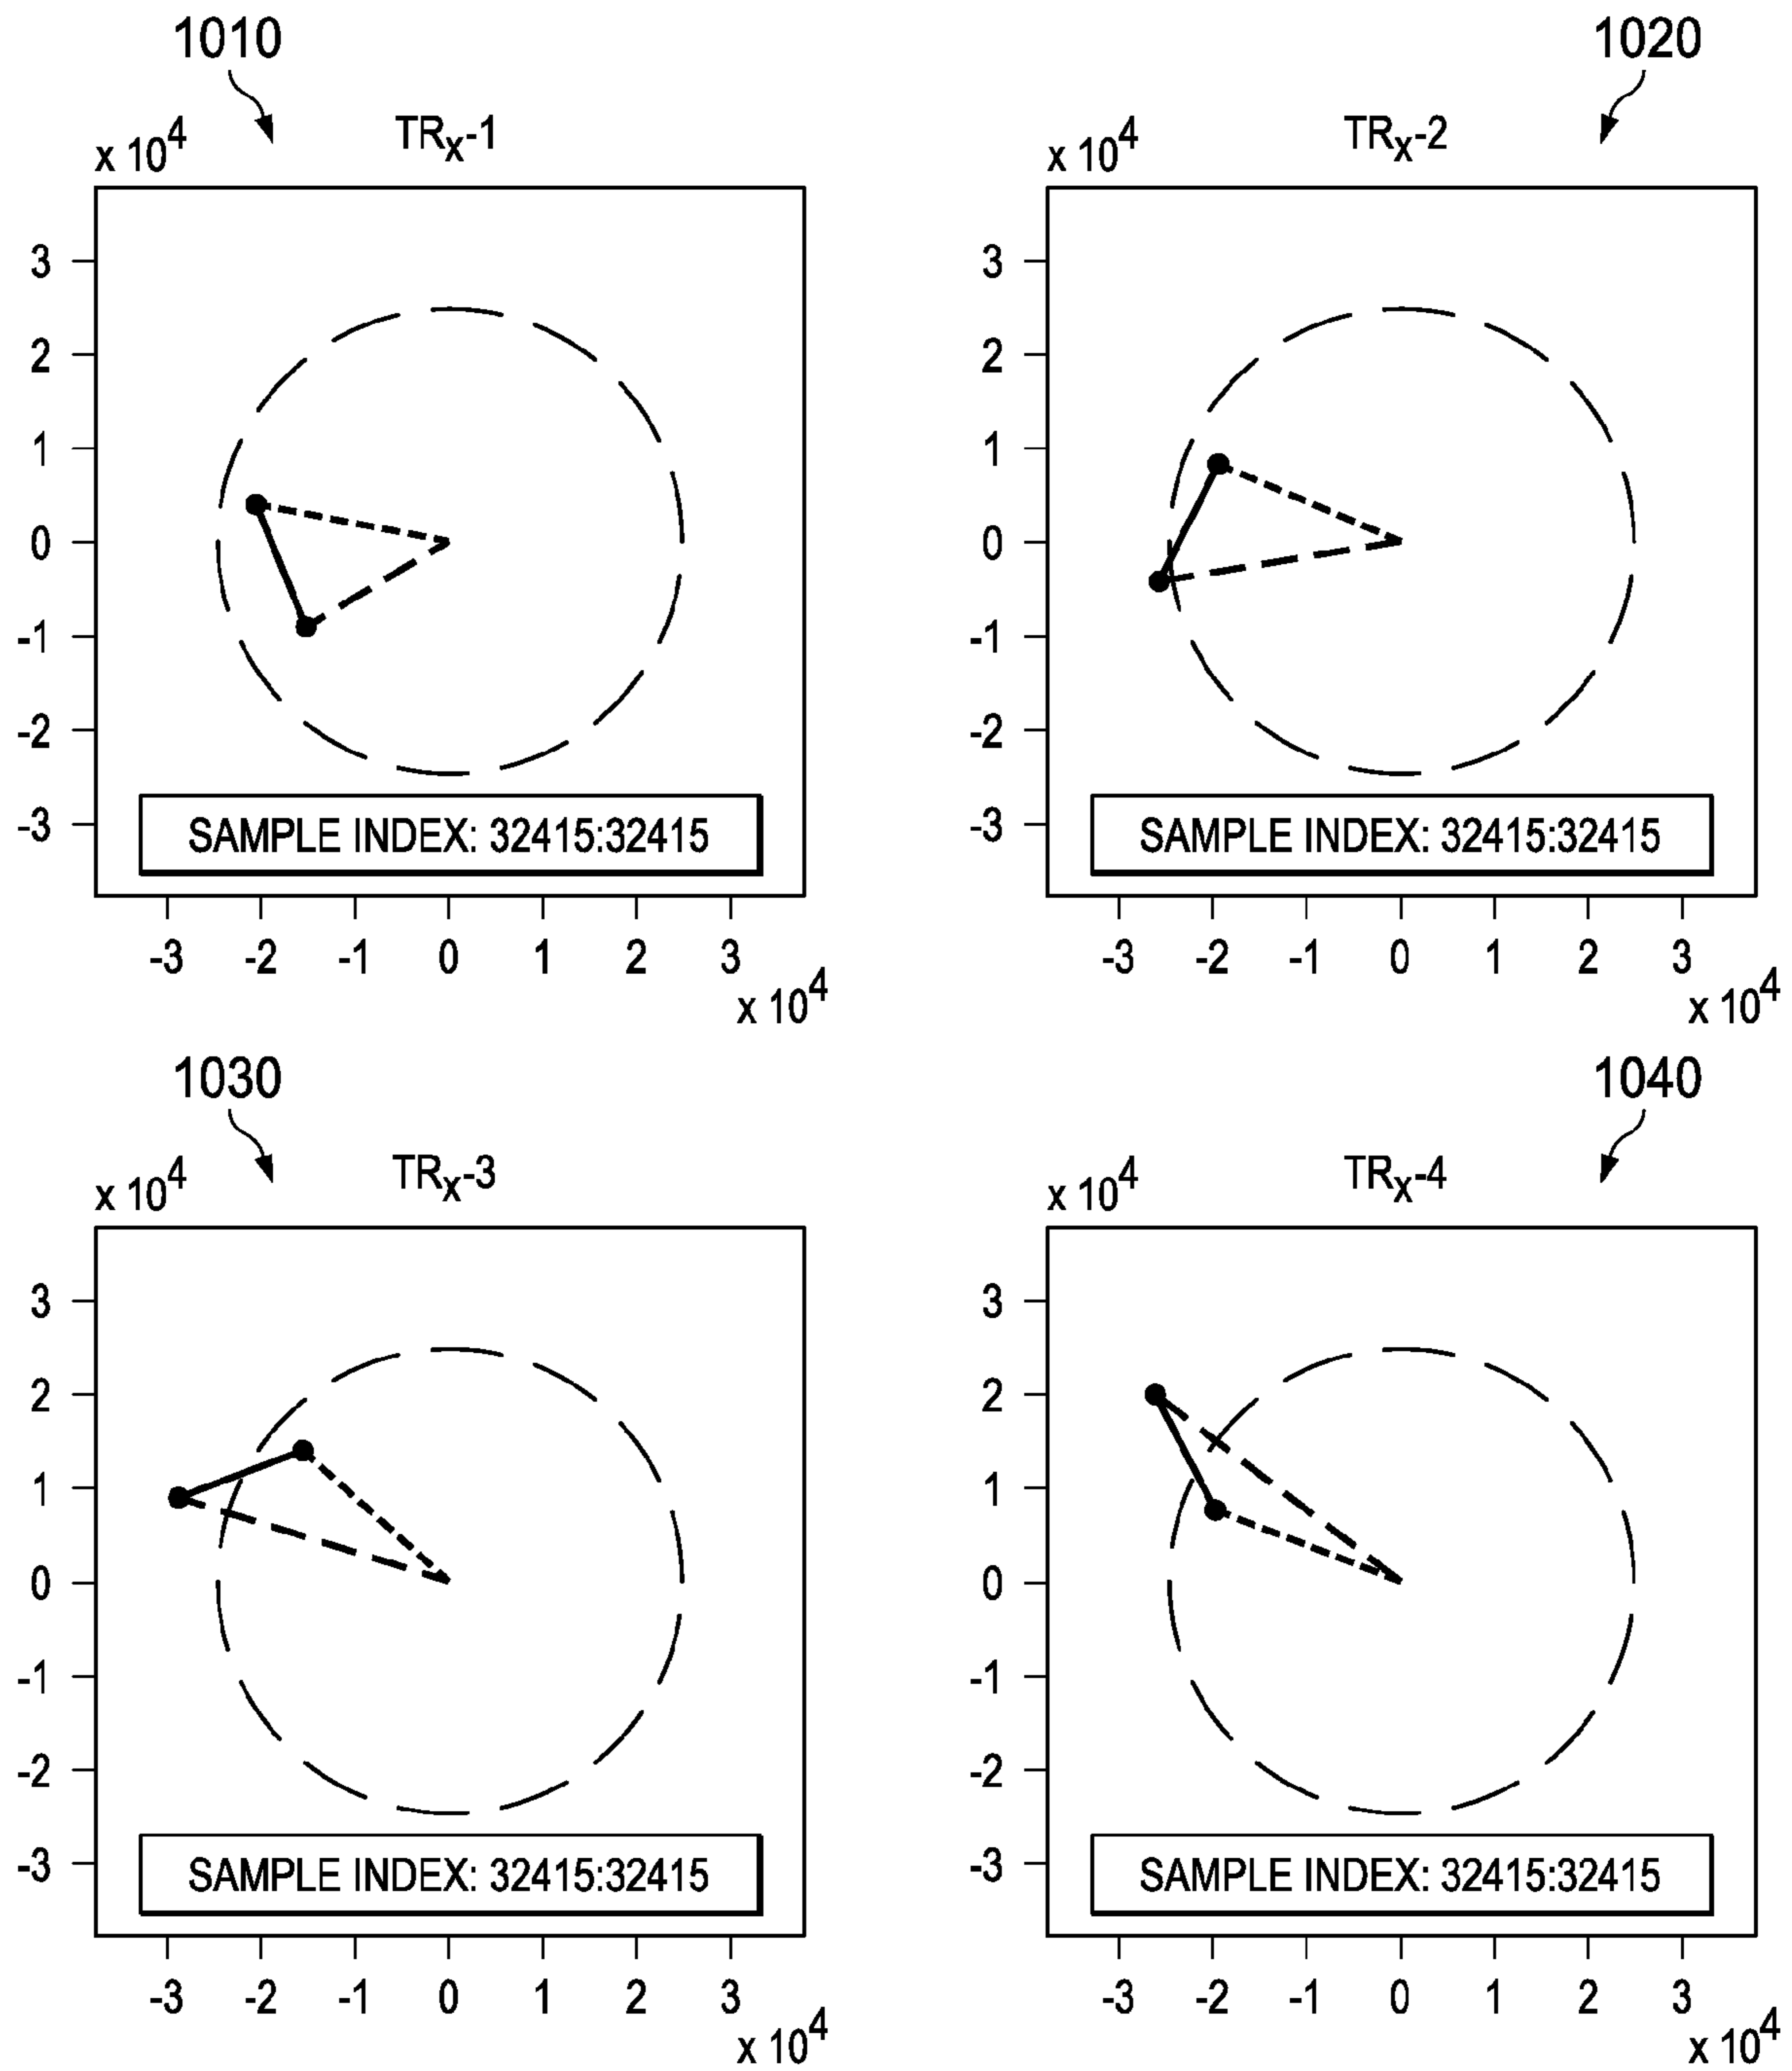 1010
1020
x 10^4
TRx-1
x 10^4
TRx-2
3
2
1
0
-1
-2
-3
SAMPLE INDEX: 32415:32415
-3 -2 -1 0 1 2 3
x 10^4
3
2
1
0
-1
-2
-3
SAMPLE INDEX: 32415:32415
-3 -2 -1 0 1 2 3
x 10^4
1030
1040
x 10^4
TRx-3
x 10^4
TRx-4
3
2
1
0
-1
-2
-3
SAMPLE INDEX: 32415:32415
-3 -2 -1 0 1 2 3
x 10^4
3
2
1
0
-1
-2
-3
SAMPLE INDEX: 32415:32415
-3 -2 -1 0 1 2 3
x 10^4